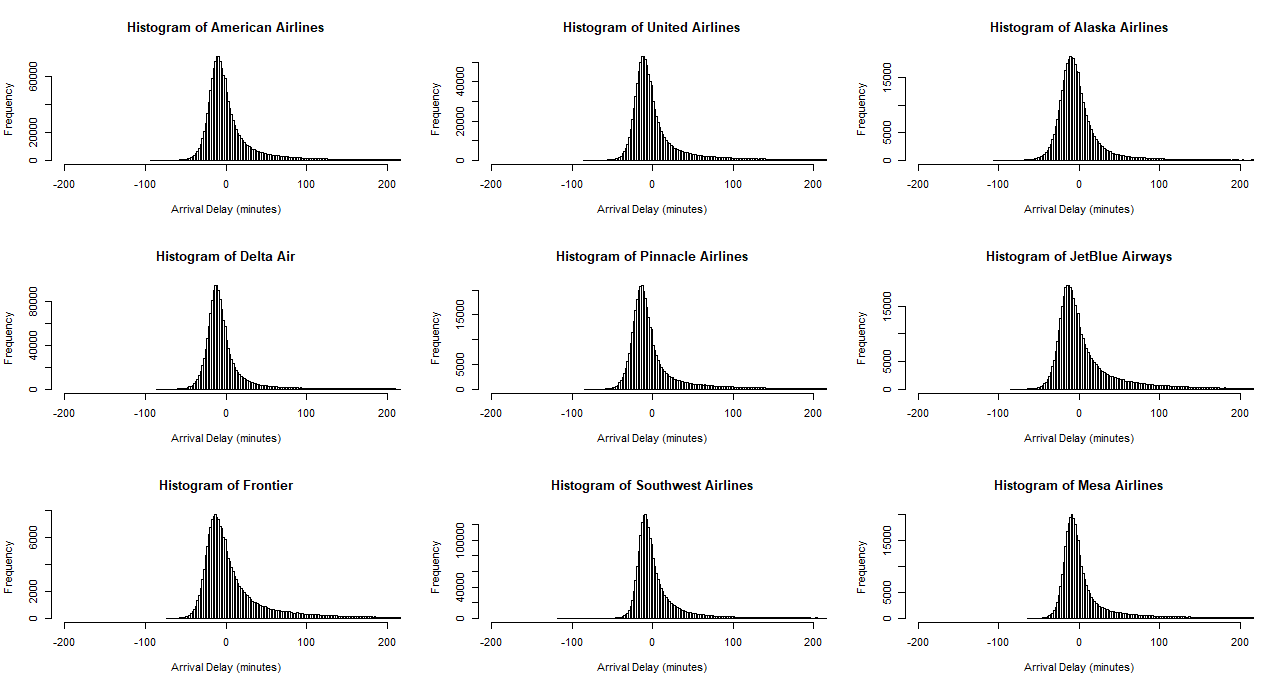 Histogram of American Airlines
Frequency
0 20000 60000
-200 -100 0 100 200
Arrival Delay (minutes)
Histogram of United Airlines
Frequency
0 20000 40000
-200 -100 0 100 200
Arrival Delay (minutes)
Histogram of Alaska Airlines
Frequency
0 5000 15000
-200 -100 0 100 200
Arrival Delay (minutes)
Histogram of Delta Air
Frequency
0 40000 80000
-200 -100 0 100 200
Arrival Delay (minutes)
Histogram of Pinnacle Airlines
Frequency
0 5000 15000
-200 -100 0 100 200
Arrival Delay (minutes)
Histogram of JetBlue Airways
Frequency
0 5000 15000
-200 -100 0 100 200
Arrival Delay (minutes)
Histogram of Frontier
Frequency
0 2000 6000
-200 -100 0 100 200
Arrival Delay (minutes)
Histogram of Southwest Airlines
Frequency
0 40000 100000
-200 -100 0 100 200
Arrival Delay (minutes)
Histogram of Mesa Airlines
Frequency
0 5000 15000
-200 -100 0 100 200
Arrival Delay (minutes)